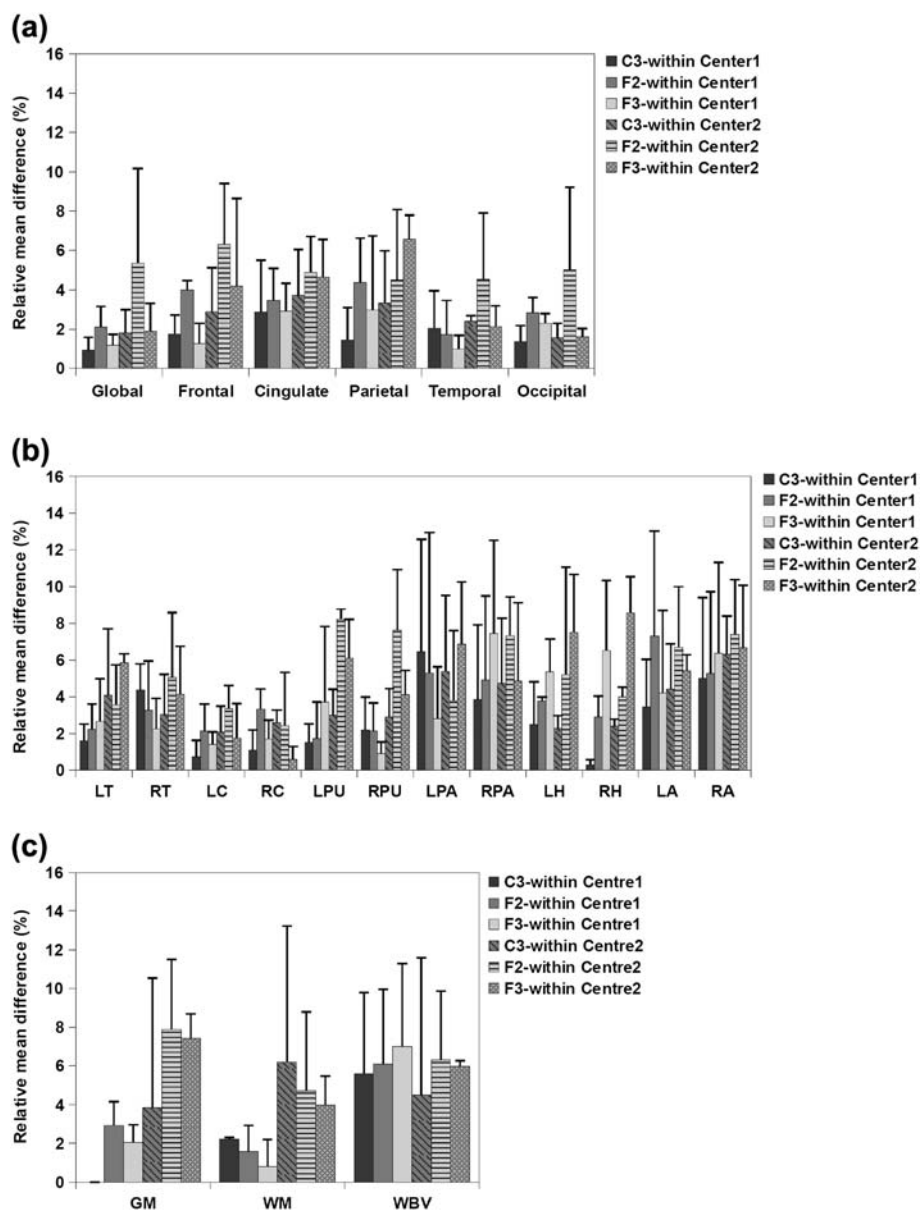 (a)
16
14
12
10
8
6
4
2
0
Relative mean difference (%)
Global Frontal Cingulate Parietal Temporal Occipital
C3-within Center1
F2-within Center1
F3-within Center1
C3-within Center2
F2-within Center2
F3-within Center2
(b)
16
14
12
10
8
6
4
2
0
Relative mean difference (%)
LT RT LC RC LPU RPU LPA RPA LH RH LA RA
C3-within Center1
F2-within Center1
F3-within Center1
C3-within Center2
F2-within Center2
F3-within Center2
(c)
16
14
12
10
8
6
4
2
0
Relative mean difference (%)
GM WM WBV
C3-within Centre1
F2-within Centre1
F3-within Centre1
C3-within Centre2
F2-within Centre2
F3-within Centre2